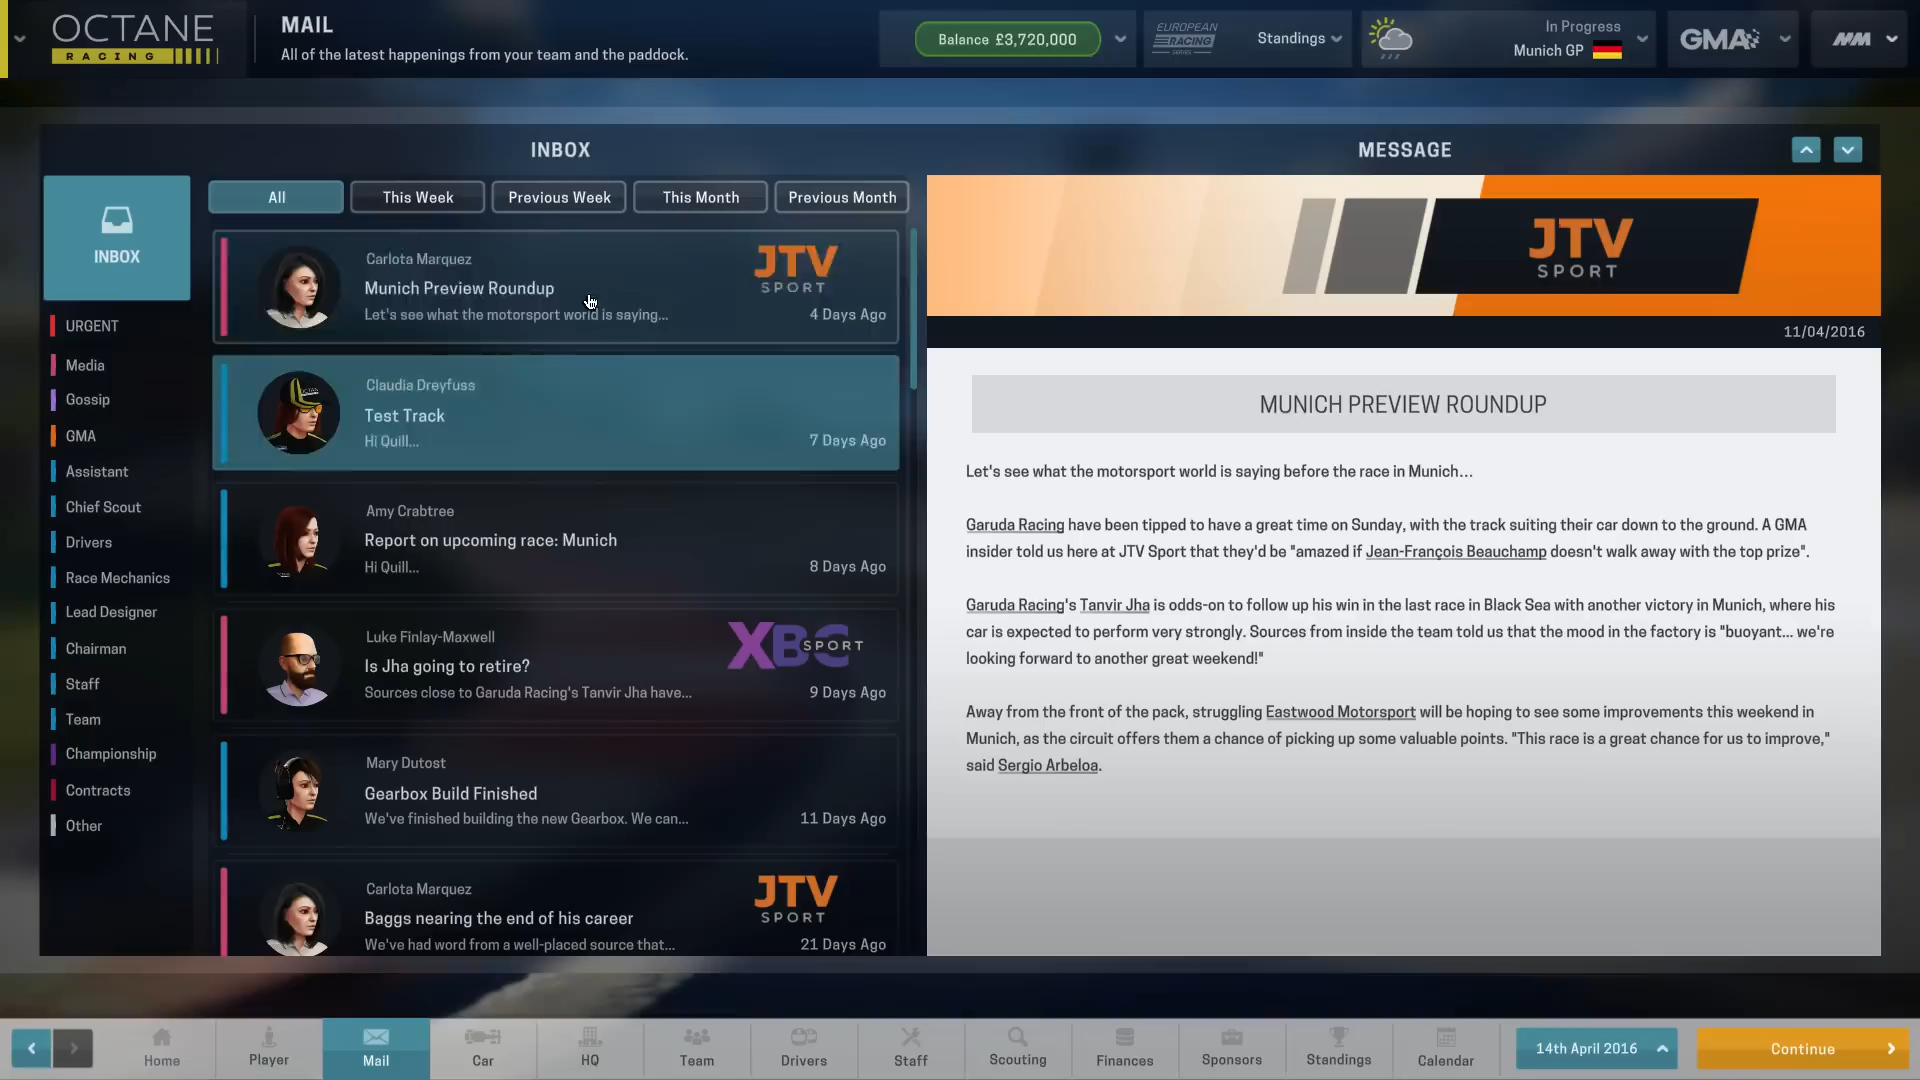 OCTANE
RACING
MAIL
All of the latest happenings from your team and the paddock.
Balance £3,720,000
EUROPEAN
RACING
SERIES
Standings
In Progress
Munich GP
GMA
MM
INBOX
MESSAGE
INBOX
URGENT
Media
Gossip
GMA
Assistant
Chief Scout
Drivers
Race Mechanics
Lead Designer
Chairman
Staff
Team
Championship
Contracts
Other
All
This Week
Previous Week
This Month
Previous Month
Carlota Marquez
Munich Preview Roundup
Let's see what the motorsport world is saying...
JTV
SPORT
4 Days Ago
Claudia Dreyfuss
Test Track
Hi Quill...
7 Days Ago
Amy Crabtree
Report on upcoming race: Munich
Hi Quill...
8 Days Ago
Luke Finlay-Maxwell
Is Jha going to retire?
Sources close to Garuda Racing's Tanvir Jha have...
XBC SPORT
9 Days Ago
Mary Dutost
Gearbox Build Finished
We've finished building the new Gearbox. We can...
11 Days Ago
Carlota Marquez
Baggs nearing the end of his career
We've had word from a well-placed source that...
JTV
SPORT
21 Days Ago
JTV
SPORT
11/04/2016
MUNICH PREVIEW ROUNDUP
Let's see what the motorsport world is saying before the race in Munich...
Garuda Racing have been tipped to have a great time on Sunday, with the track suiting their car down to the ground. A GMA
insider told us here at JTV Sport that they'd be "amazed if Jean-François Beauchamp doesn't walk away with the top prize".
Garuda Racing's Tanvir Jha is odds-on to follow up his win in the last race in Black Sea with another victory in Munich, where his
car is expected to perform very strongly. Sources from inside the team told us that the mood in the factory is "buoyant... we're
looking forward to another great weekend!"
Away from the front of the pack, struggling Eastwood Motorsport will be hoping to see some improvements this weekend in
Munich, as the circuit offers them a chance of picking up some valuable points. "This race is a great chance for us to improve,"
said Sergio Arbeloa.
Home
Player
Mail
Car
HQ
Team
Drivers
Staff
Scouting
Finances
Sponsors
Standings
Calendar
14th April 2016
Continue